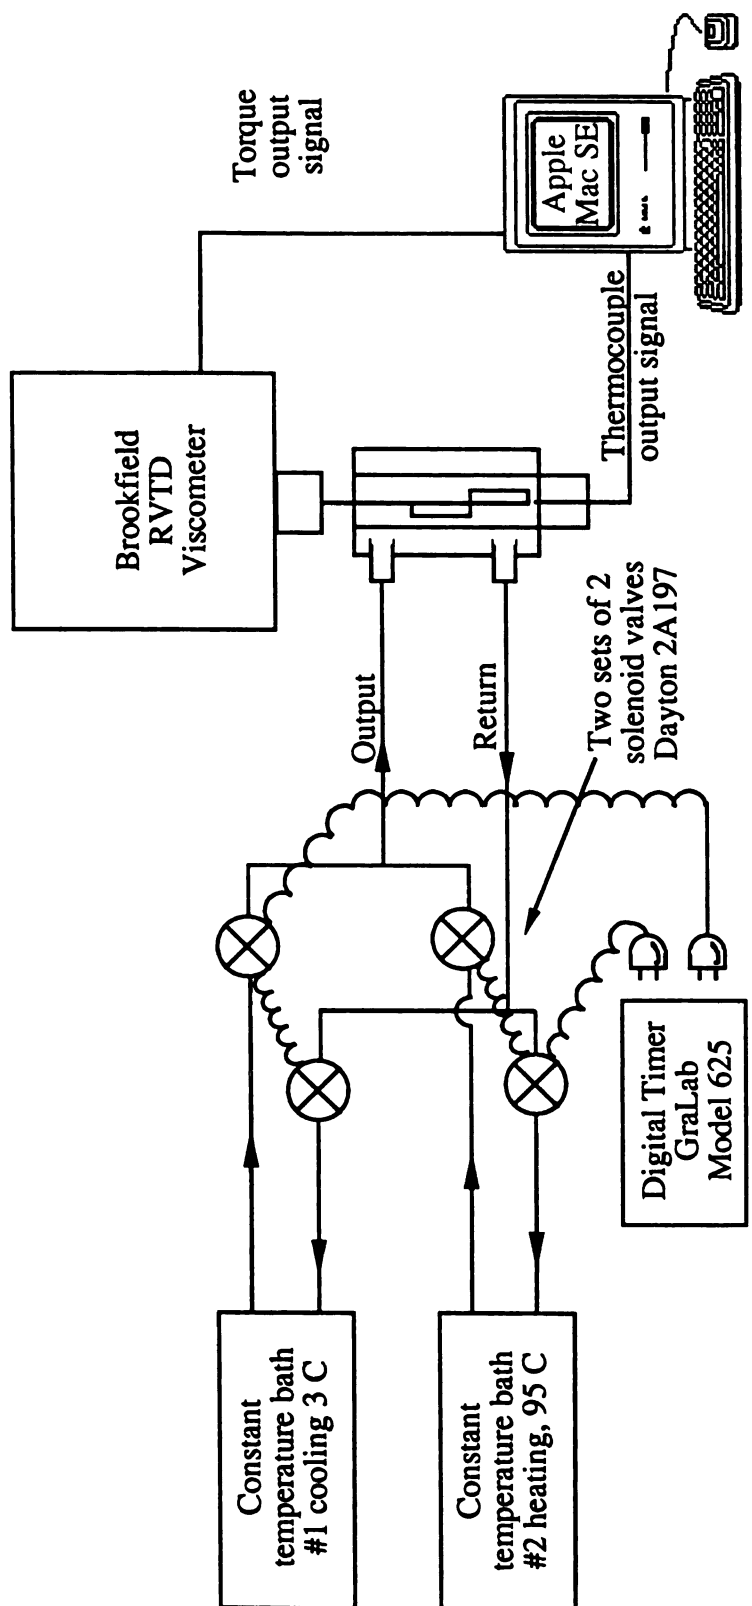 Torque
output
signal
Apple
Mac SE
Brookfield
RVTD
Viscometer
Thermocouple
output signal
Output
Return
Two sets of 2
solenoid valves
Dayton 2A197
Digital Timer
GraLab
Model 625
Constant
temperature bath
#1 cooling 3 C
Constant
temperature bath
#2 heating, 95 C